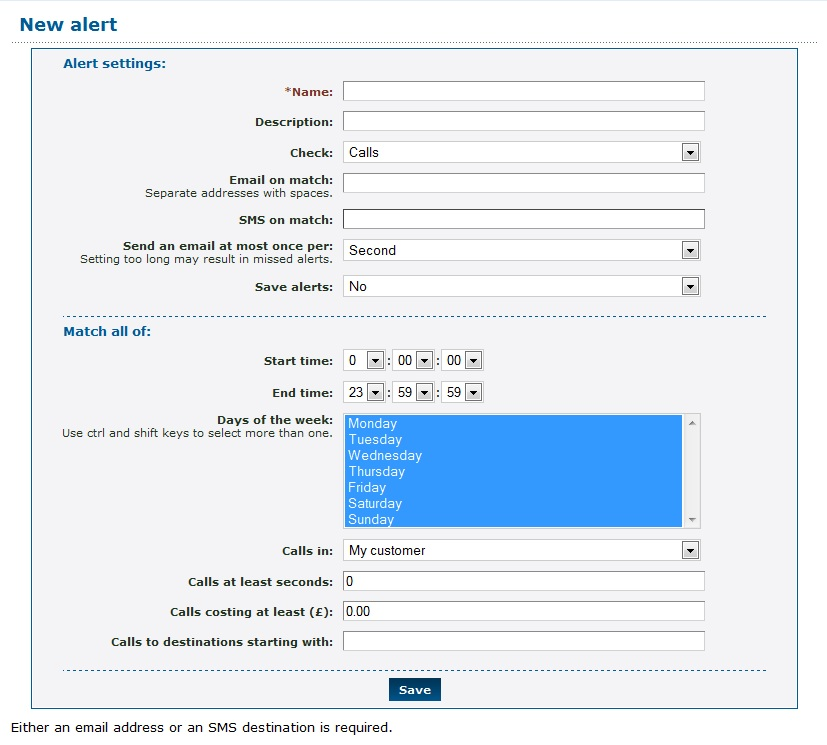 New alert
Alert settings:
*Name:
Description:
Check: Calls
Email on match:
Separate addresses with spaces.
SMS on match:
Send an email at most once per: Second
Setting too long may result in missed alerts.
Save alerts: No
Match all of:
Start time: 0 : 00 : 00
End time: 23 : 59 : 59
Days of the week:
Use ctrl and shift keys to select more than one.
Monday
Tuesday
Wednesday
Thursday
Friday
Saturday
Sunday
Calls in: My customer
Calls at least seconds: 0
Calls costing at least (£): 0.00
Calls to destinations starting with:
Save
Either an email address or an SMS destination is required.